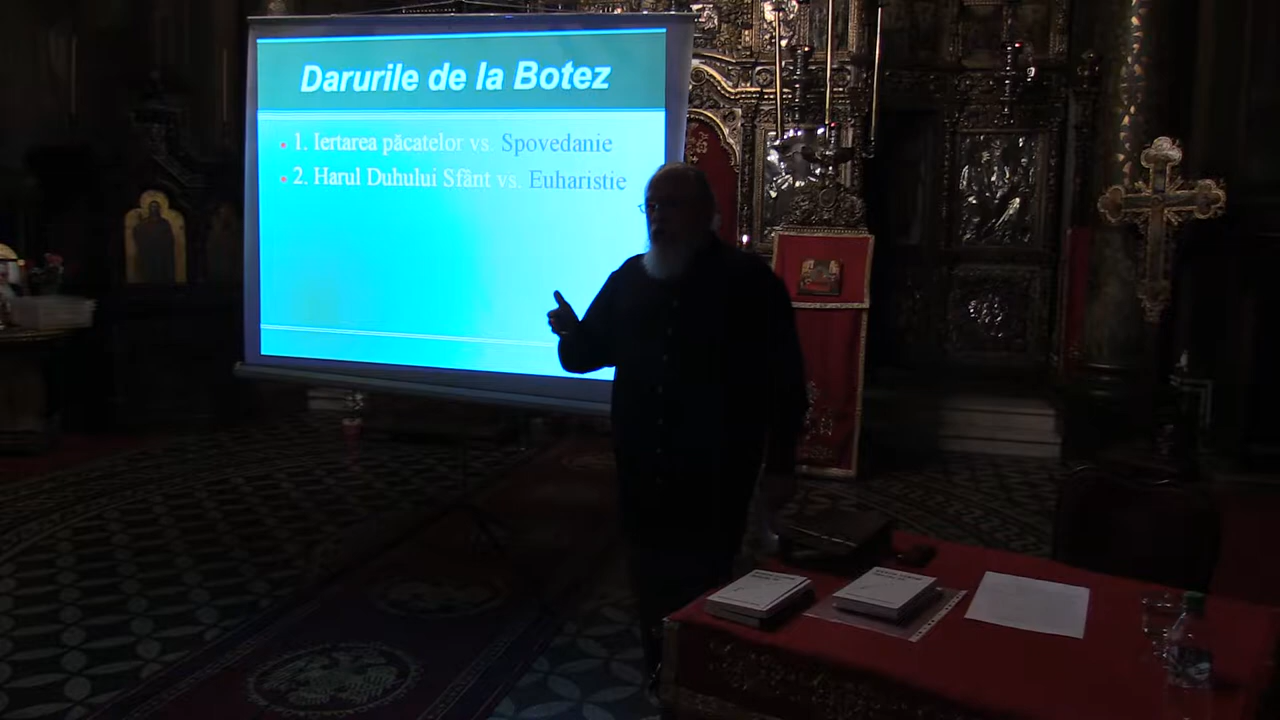 Darurile de la Botez
1. Iertarea păcatelor vs. Spovedanie
2. Harul Duhului Sfânt vs. Euharistie